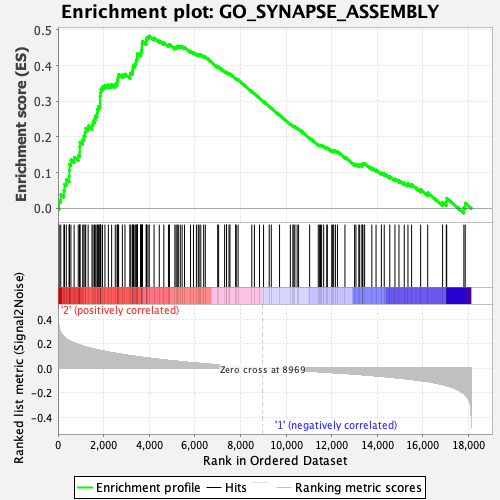 Enrichment plot: GO_SYNAPSE_ASSEMBLY
Enrichment score (ES)
0.5
0.4
0.3
0.2
0.1
0.0
'2' (positively correlated)
Ranked list metric (Signal2Noise)
0.4
0.2
0.0
-0.2
-0.4
Zero cross at 8969
'1' (negatively correlated)
0
2,000
4,000
6,000
8,000
10,000
12,000
14,000
16,000
18,000
Rank in Ordered Dataset
Enrichment profile
Hits
Ranking metric scores